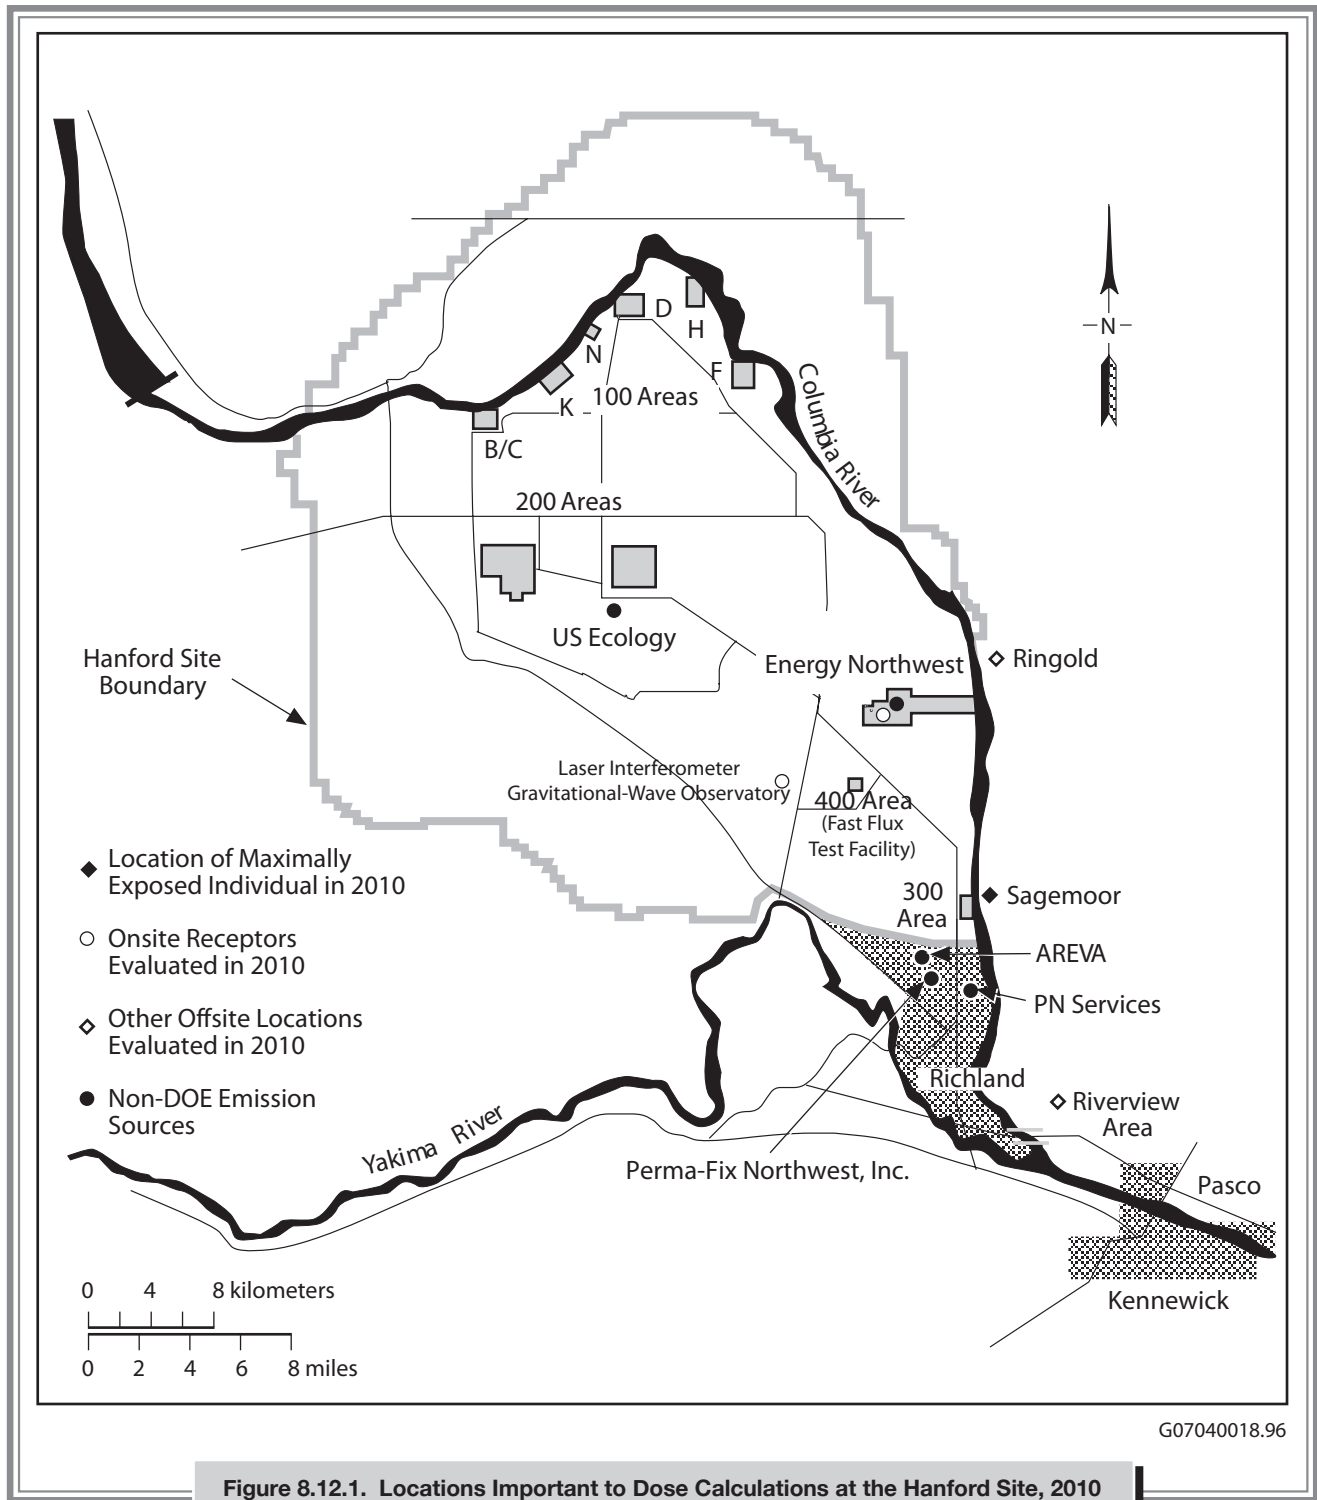 D
H
N
F
100 Areas
K
B/C
Columbia River
N
200 Areas
US Ecology
Hanford Site
Boundary
Energy Northwest
Ringold
Laser Interferometer
Gravitational-Wave Observatory
400 Area
(Fast Flux
Test Facility)
300
Area
Sagemoor
AREVA
PN Services
Richland
Riverview
Area
Perma-Fix Northwest, Inc.
Pasco
Kennewick
Yakima River
Location of Maximally
Exposed Individual in 2010
Onsite Receptors
Evaluated in 2010
Other Offsite Locations
Evaluated in 2010
Non-DOE Emission
Sources
0 4 8 kilometers
0 2 4 6 8 miles
G07040018.96
Figure 8.12.1. Locations Important to Dose Calculations at the Hanford Site, 2010